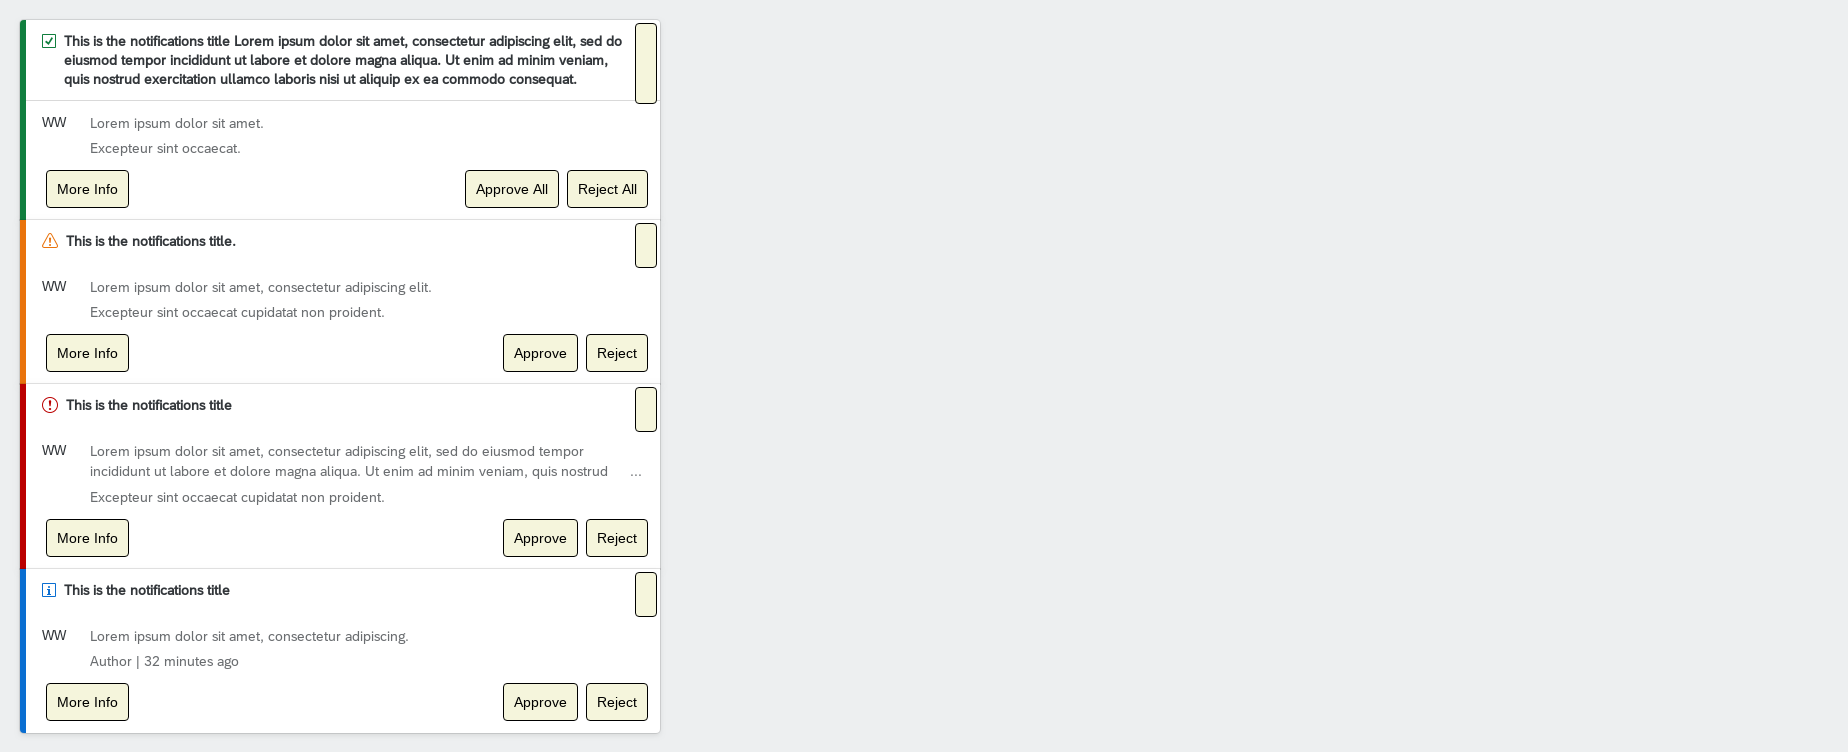 This is the notifications title Lorem ipsum dolor sit amet, consectetur adipiscing elit, sed do
eiusmod tempor incididunt ut labore et dolore magna aliqua. Ut enim ad minim veniam,
quis nostrud exercitation ullamco laboris nisi ut aliquip ex ea commodo consequat.
WW Lorem ipsum dolor sit amet.
Excepteur sint occaecat.
More Info Approve All Reject All
This is the notifications title.
WW Lorem ipsum dolor sit amet, consectetur adipiscing elit.
Excepteur sint occaecat cupidatat non proident.
More Info Approve Reject
This is the notifications title
WW Lorem ipsum dolor sit amet, consectetur adipiscing elit, sed do eiusmod tempor
incididunt ut labore et dolore magna aliqua. Ut enim ad minim veniam, quis nostrud ...
Excepteur sint occaecat cupidatat non proident.
More Info Approve Reject
This is the notifications title
WW Lorem ipsum dolor sit amet, consectetur adipiscing.
Author | 32 minutes ago
More Info Approve Reject